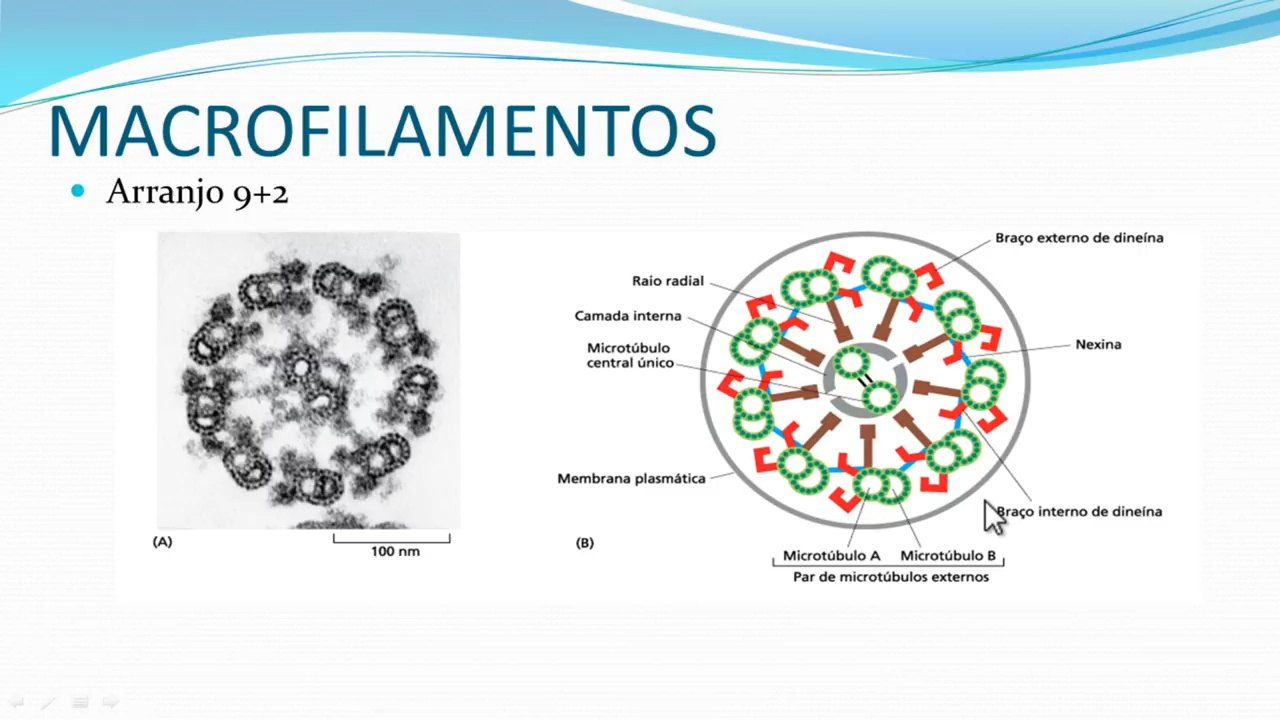 MACROFILAMENTOS
• Arranjo 9+2
Braço externo de dineína
Raio radial
Camada interna
Microtúbulo
central único
Nexina
Membrana plasmática
Braço interno de dineína
(A)
100 nm
(B)
Microtúbulo A
Microtúbulo B
Par de microtúbulos externos